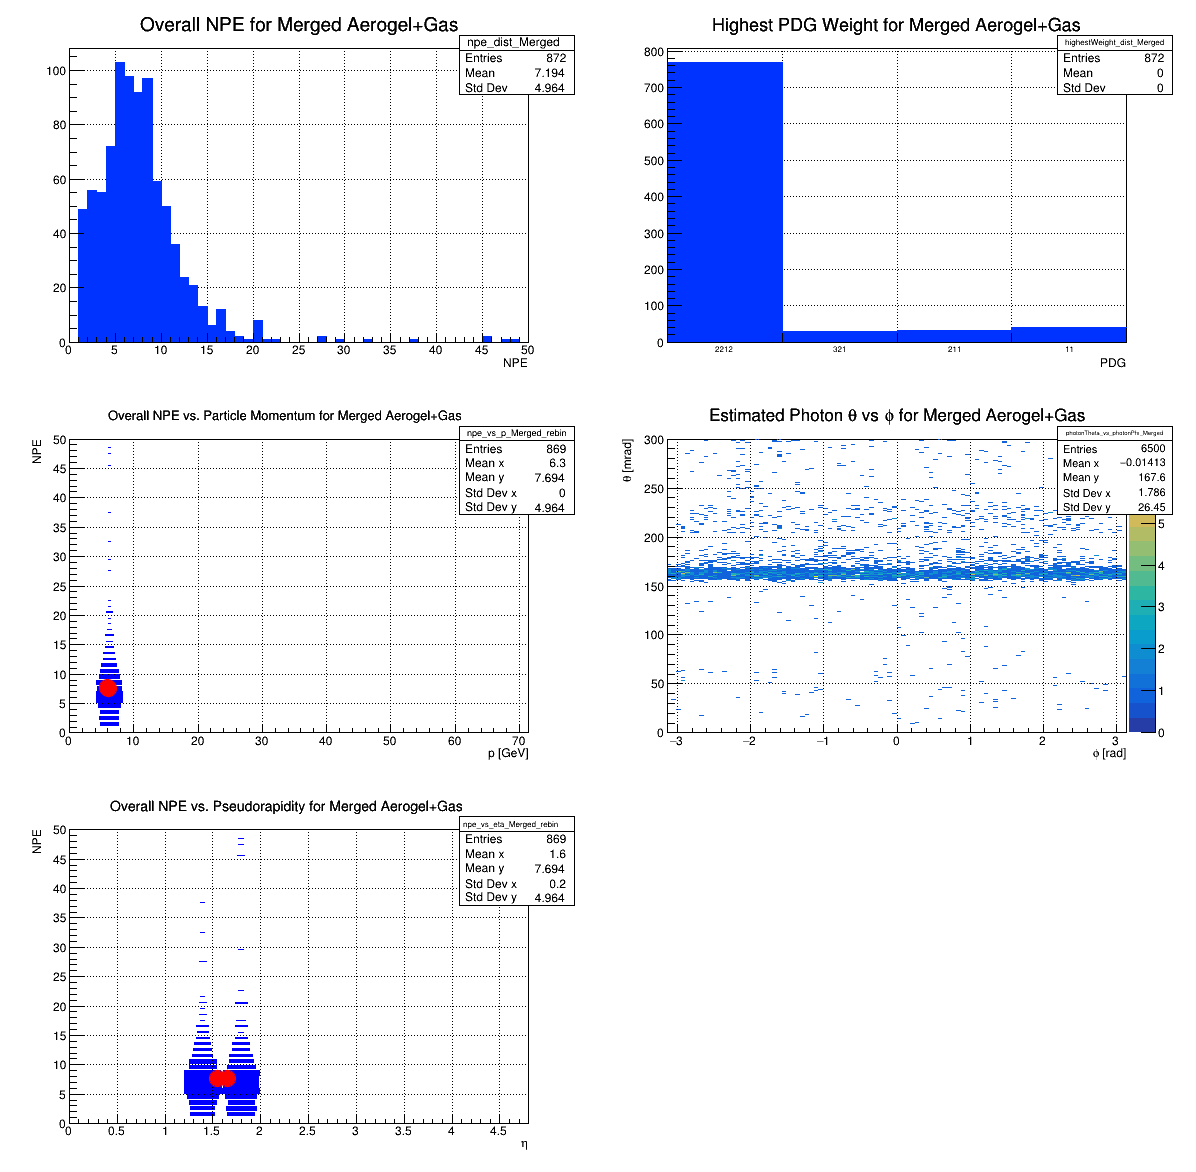 Overall NPE for Merged Aerogel+Gas
npe_dist_Merged
Entries 872
Mean 7.194
Std Dev 4.964
100
80
60
40
20
0
0 5 10 15 20 25 30 35 40 45 50
NPE
Highest PDG Weight for Merged Aerogel+Gas
highestWeight_dist_Merged
Entries 872
Mean 0
Std Dev 0
800
700
600
500
400
300
200
100
0
2212 321 211 11
PDG
Overall NPE vs. Particle Momentum for Merged Aerogel+Gas
npe_vs_p_Merged_rebin
Entries 869
Mean x 6.3
Mean y 7.694
Std Dev x 0
Std Dev y 4.964
NPE
50
45
40
35
30
25
20
15
10
5
0
0 10 20 30 40 50 60 70
p [GeV]
Estimated Photon θ vs ϕ for Merged Aerogel+Gas
photonTheta_vs_photonPhi_Merged
Entries 6500
Mean x −0.01413
Mean y 167.6
Std Dev x 1.786
Std Dev y 26.45
θ [mrad]
300
250
200
150
100
50
0
−3 −2 −1 0 1 2 3
ϕ [rad]
5
4
3
2
1
0
Overall NPE vs. Pseudorapidity for Merged Aerogel+Gas
npe_vs_eta_Merged_rebin
Entries 869
Mean x 1.6
Mean y 7.694
Std Dev x 0.2
Std Dev y 4.964
NPE
50
45
40
35
30
25
20
15
10
5
0
0 0.5 1 1.5 2 2.5 3 3.5 4 4.5
η